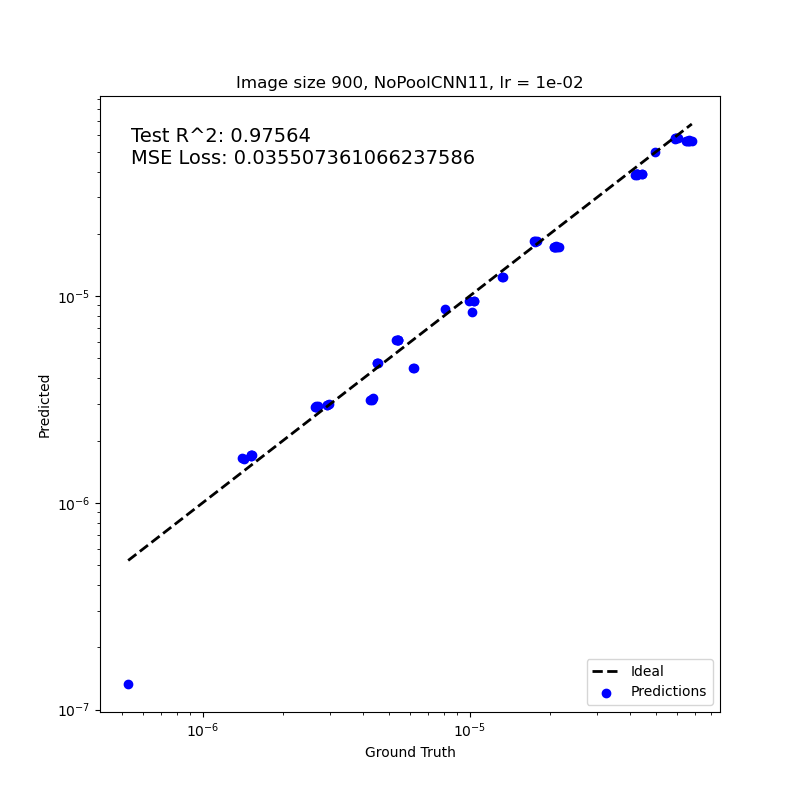 Image size 900, NoPoolCNN11, lr = 1e-02
Test R^2: 0.97564
MSE Loss: 0.035507361066237586
10⁻⁵
10⁻⁶
10⁻⁷
Predicted
10⁻⁶ 10⁻⁵
Ground Truth
Ideal
Predictions